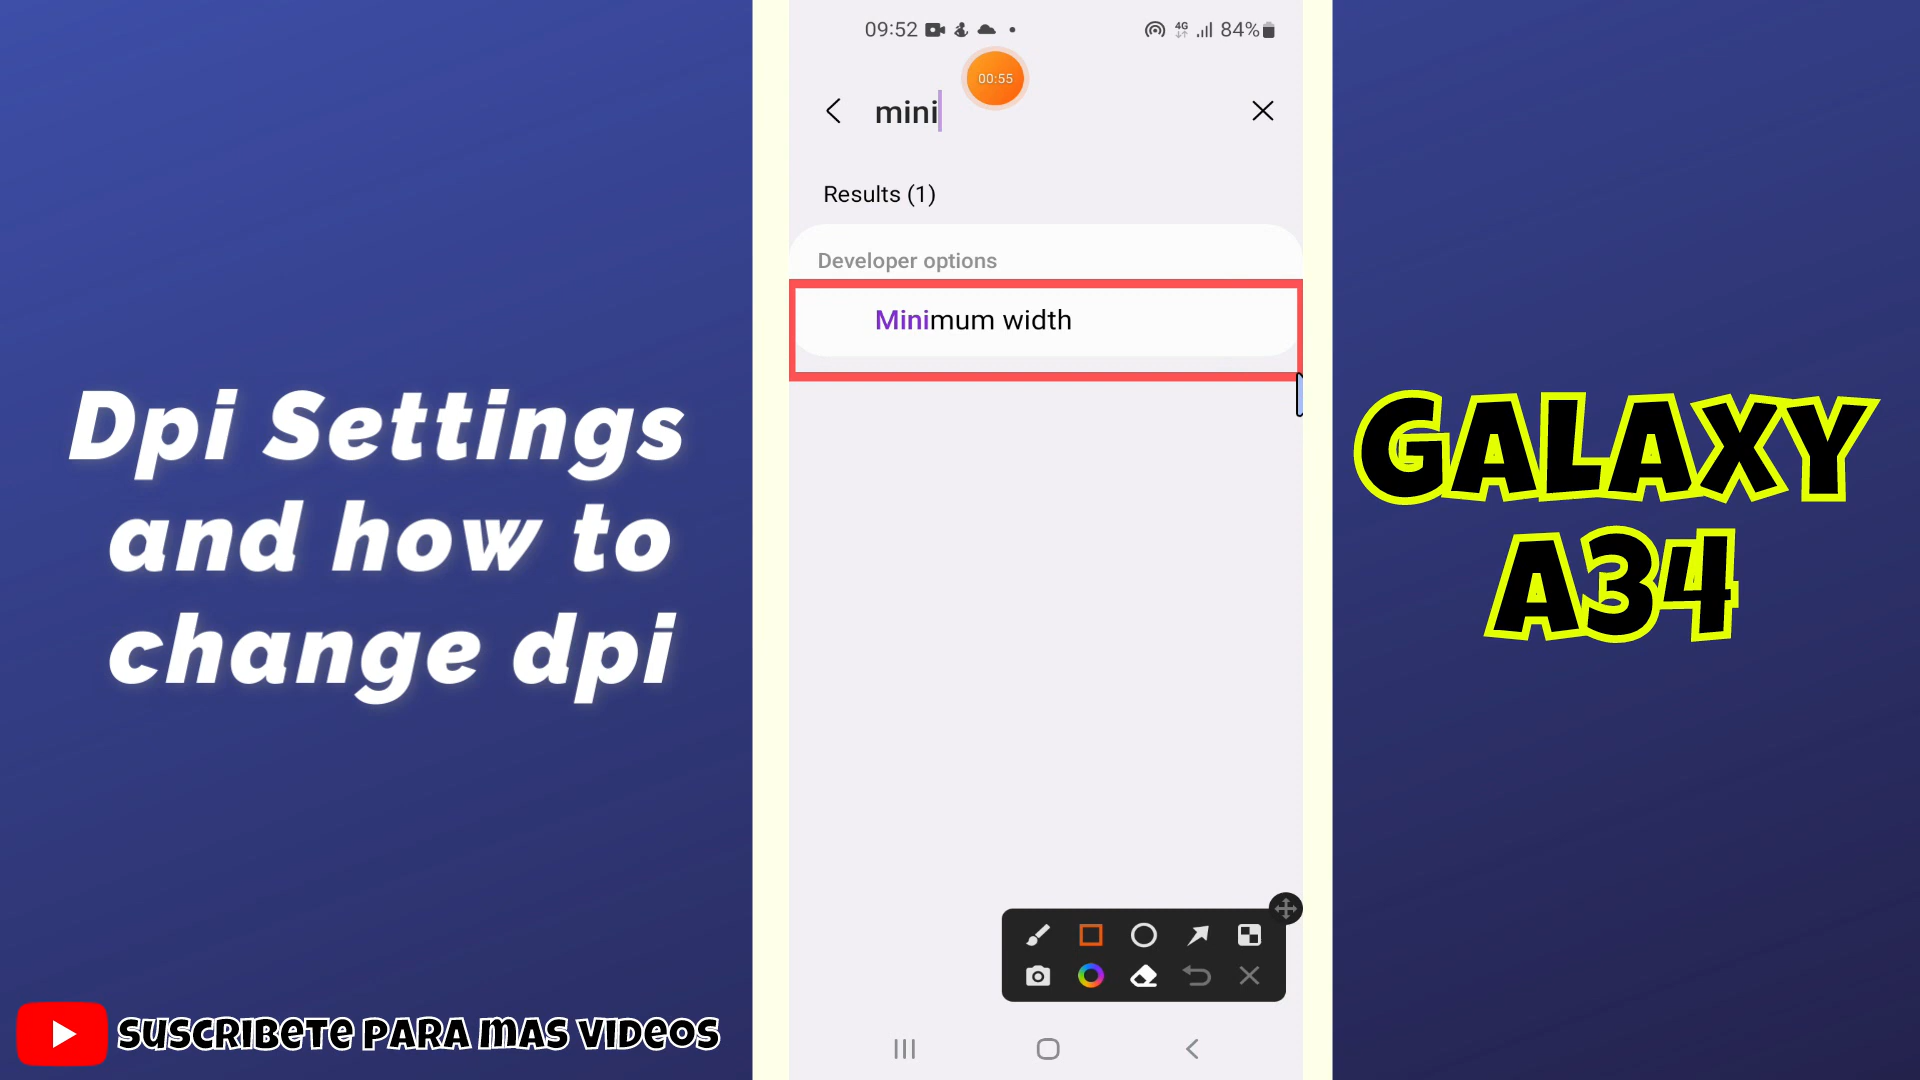 09:52
4G
84%
00:55
mini
Results (1)
Developer options
Minimum width
Dpi Settings
and how to
change dpi
GALAXY
A34
SUSCRIBETE PARA MAS VIDEOS